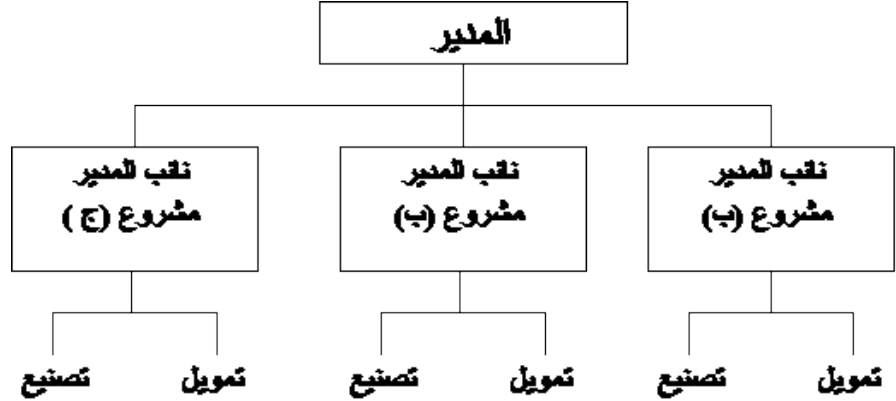 المدير
نائب المدير
مشروع (ب)
نائب المدير
مشروع (ب)
نائب المدير
مشروع (ج )
تمويل
تصنيع
تمويل
تصنيع
تمويل
تصنيع